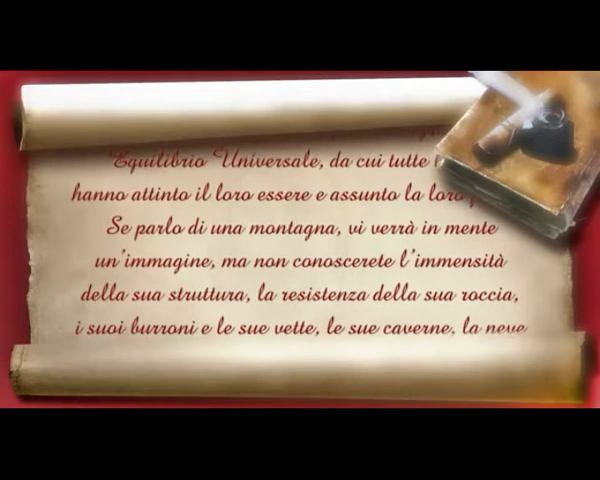 Equilibrio Universale, da cui tutte
hanno attinto il loro essere e assunto la loro
Se parlo di una montagna, vi verrà in mente
un'immagine, ma non conoscerete l'immensità
della sua struttura, la resistenza della sua roccia,
i suoi burroni e le sue vette, le sue caverne, la neve